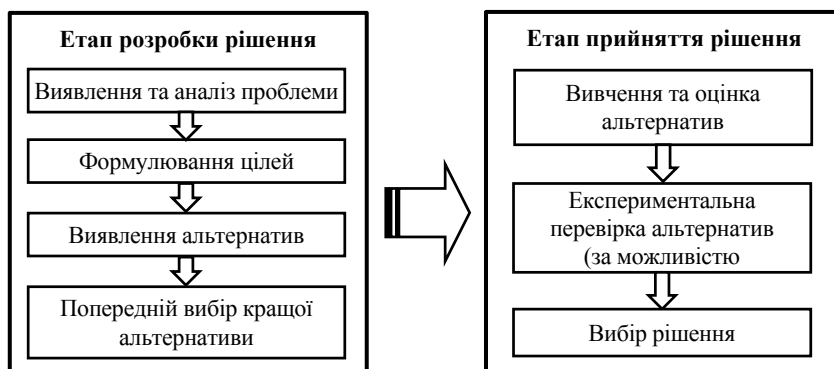 Етап розробки рішення
Виявлення та аналіз проблеми
Формулювання цілей
Виявлення альтернатив
Попередній вибір кращої
альтернативи
Етап прийняття рішення
Вивчення та оцінка
альтернатив
Експериментальна
перевірка альтернатив
(за можливістю
Вибір рішення